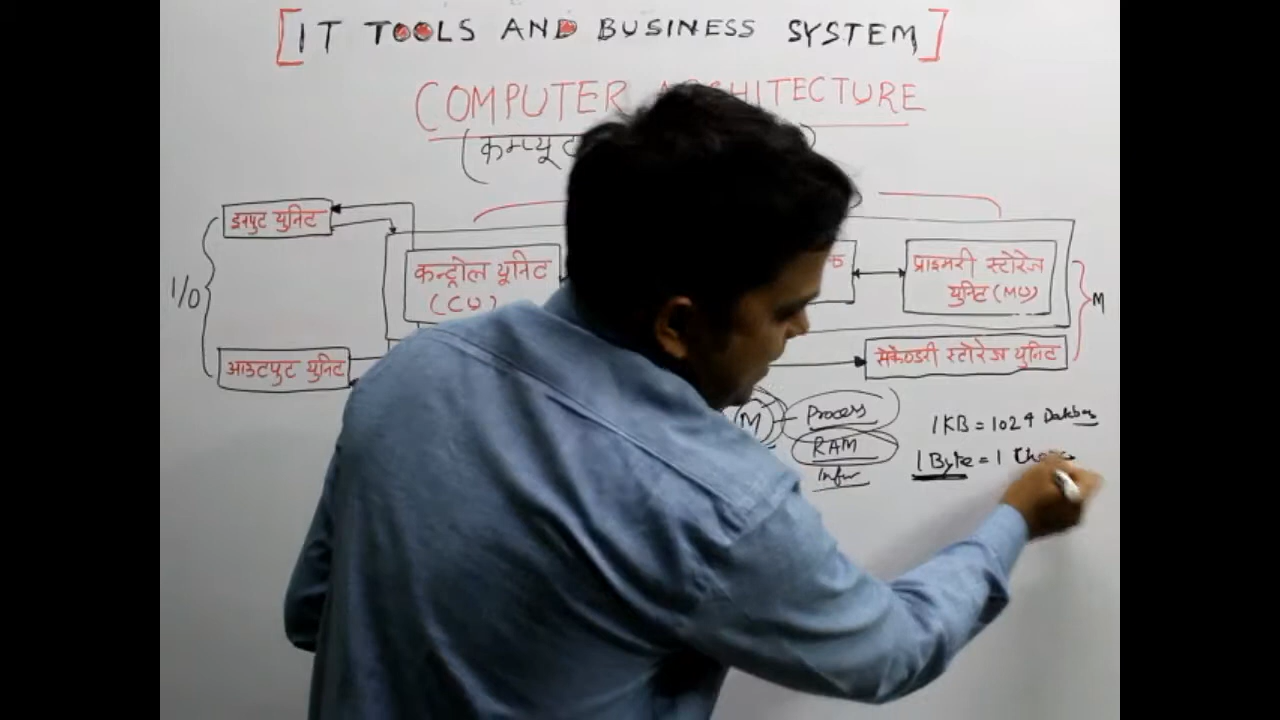 [IT TOOLS AND BUSINESS SYSTEM]
COMPUTER ARCHITECTURE
इनपुट युनिट
कन्ट्रोल यूनिट
(CU)
प्राइमरी स्टोरेज
युनिट (MU)
I/O
M
आउटपुट युनिट
सेकेण्डरी स्टोरेज युनिट
M
Process
RAM
1 KB = 1024
1 Byte = 1